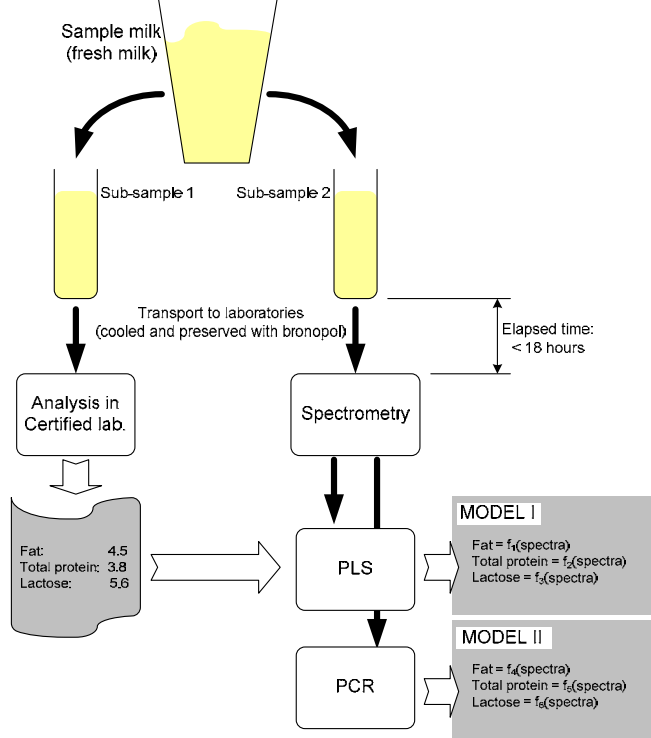 Sample milk
(fresh milk)
Sub-sample 1
Sub-sample 2
Transport to laboratories
(cooled and preserved with bronopol)
Elapsed time:
< 18 hours
Analysis in
Certified lab.
Spectrometry
Fat: 4.5
Total protein: 3.8
Lactose: 5.6
PLS
MODEL I
Fat = f₁(spectra)
Total protein = f₂(spectra)
Lactose = f₃(spectra)
PCR
MODEL II
Fat = f₄(spectra)
Total protein = f₅(spectra)
Lactose = f₆(spectra)